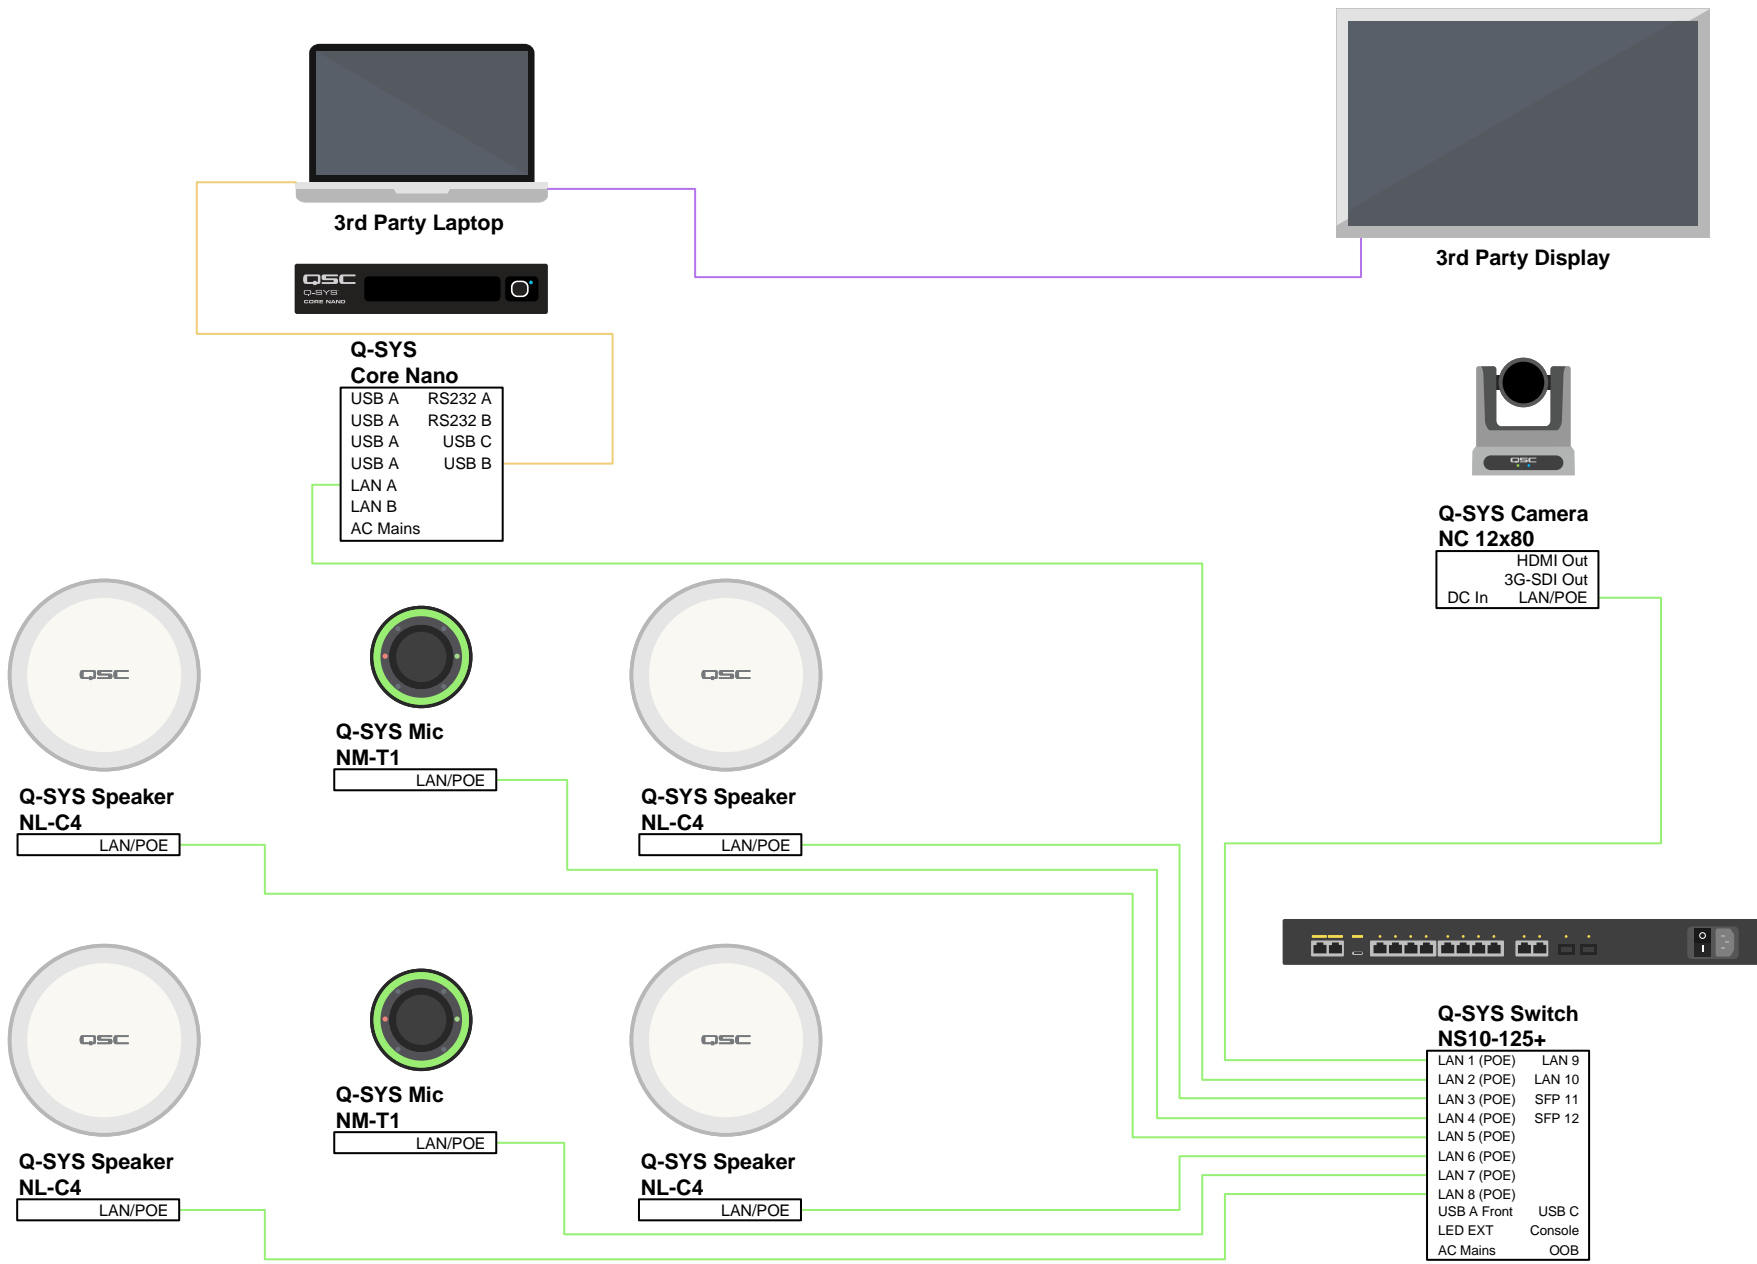 3rd Party Laptop
3rd Party Display
QSC
Q-SYS
CORE NANO
Q-SYS
Core Nano
USB A RS232 A
USB A RS232 B
USB A USB C
USB A USB B
LAN A
LAN B
AC Mains
QSC
Q-SYS Camera
NC 12x80
HDMI Out
3G-SDI Out
DC In LAN/POE
QSC
Q-SYS Speaker
NL-C4
LAN/POE
Q-SYS Mic
NM-T1
LAN/POE
QSC
Q-SYS Speaker
NL-C4
LAN/POE
QSC
Q-SYS Speaker
NL-C4
LAN/POE
Q-SYS Mic
NM-T1
LAN/POE
QSC
Q-SYS Speaker
NL-C4
LAN/POE
Q-SYS Switch
NS10-125+
LAN 1 (POE) LAN 9
LAN 2 (POE) LAN 10
LAN 3 (POE) SFP 11
LAN 4 (POE) SFP 12
LAN 5 (POE)
LAN 6 (POE)
LAN 7 (POE)
LAN 8 (POE)
USB A Front USB C
LED EXT Console
AC Mains OOB